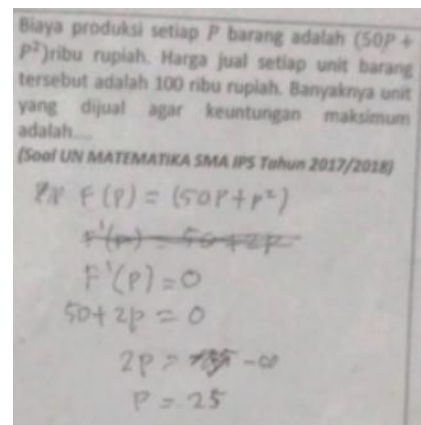 Biaya produksi setiap P barang adalah (50P +
P²)ribu rupiah. Harga jual setiap unit barang
tersebut adalah 100 ribu rupiah. Banyaknya unit
yang dijual agar keuntungan maksimum
adalah....
(Soal UN MATEMATIKA SMA IPS Tahun 2017/2018)
F(P) = (50P+P²)
F'(p) = 50+2P
F'(P)=0
50+2p = 0
2P =
P = 25